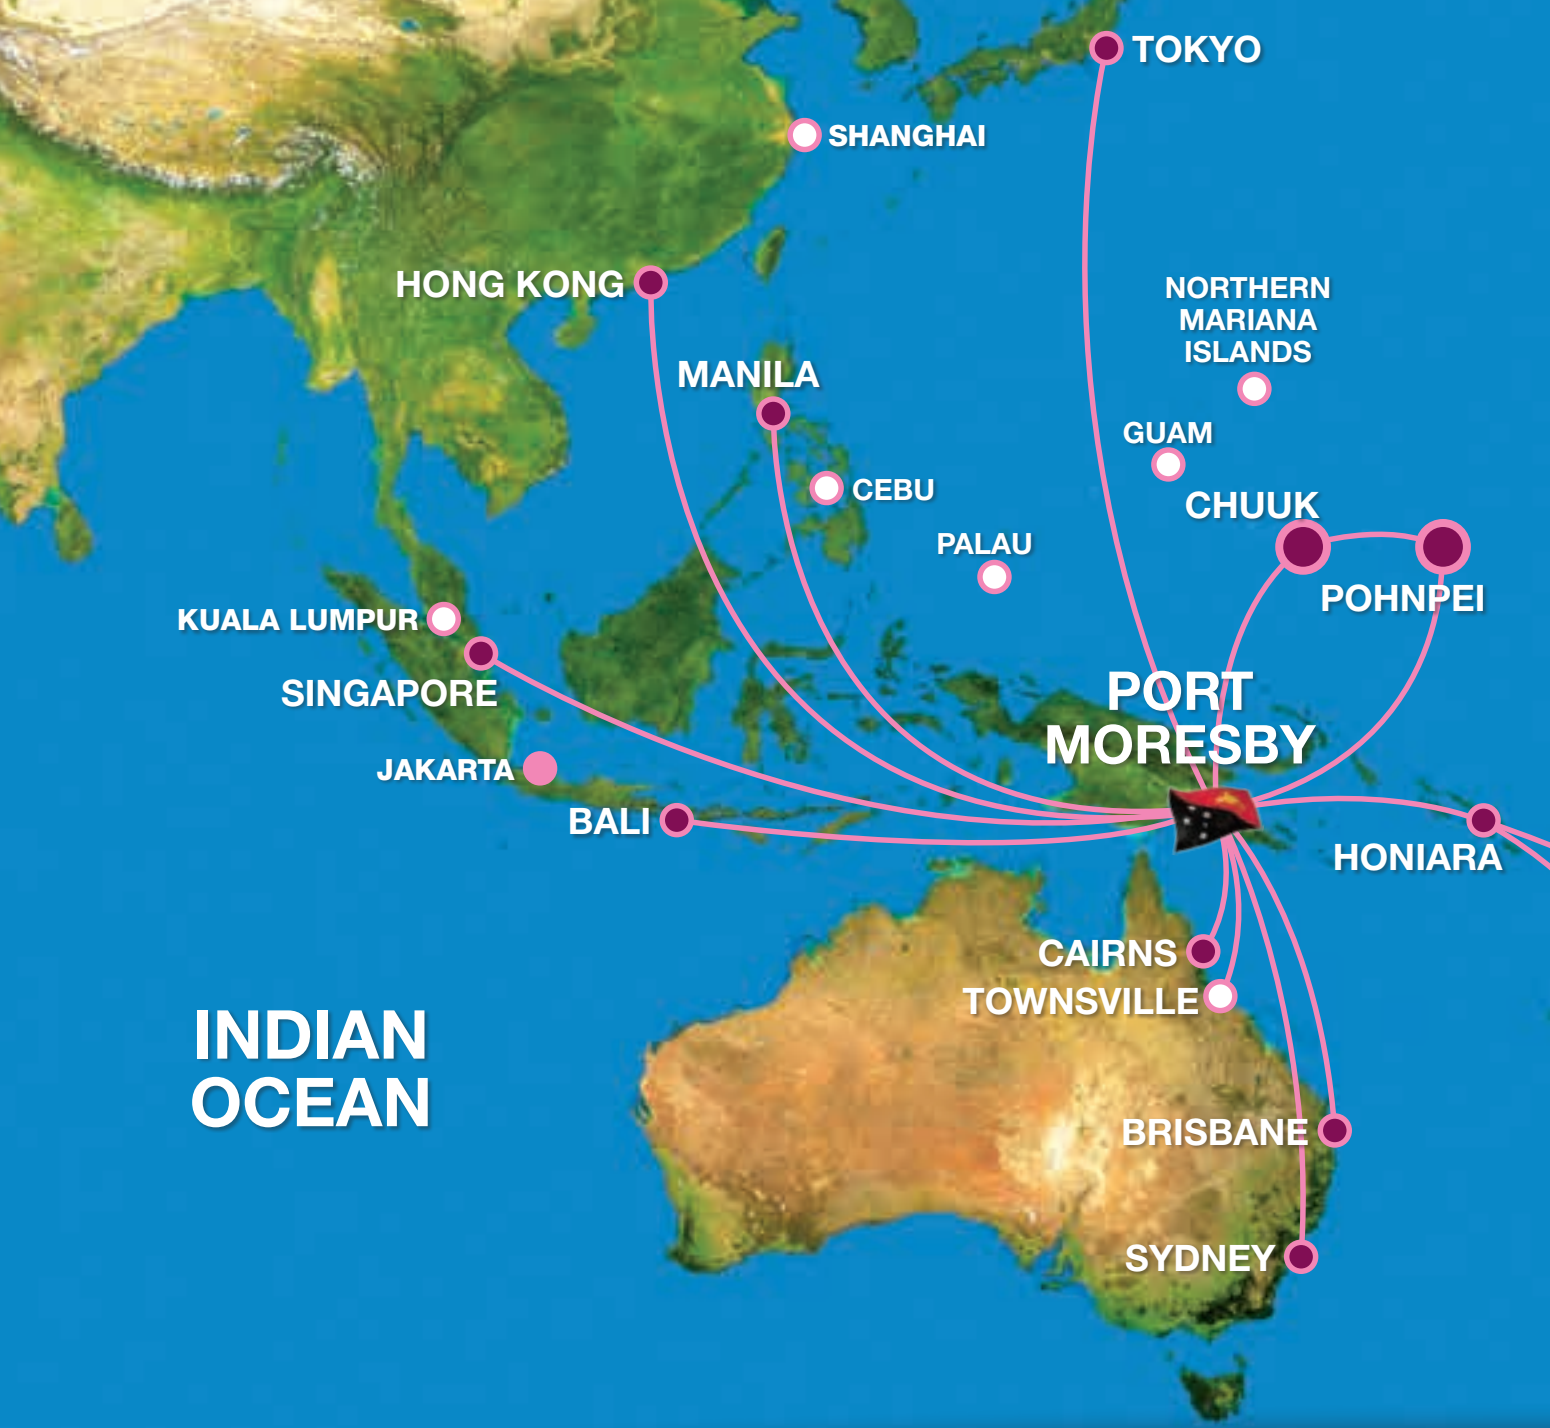 TOKYO
SHANGHAI
HONG KONG
NORTHERN
MARIANA
ISLANDS
MANILA
GUAM
CEBU
CHUUK
PALAU
POHNPEI
KUALA LUMPUR
SINGAPORE
PORT
MORESBY
JAKARTA
BALI
HONIARA
CAIRNS
TOWNSVILLE
INDIAN
OCEAN
BRISBANE
SYDNEY